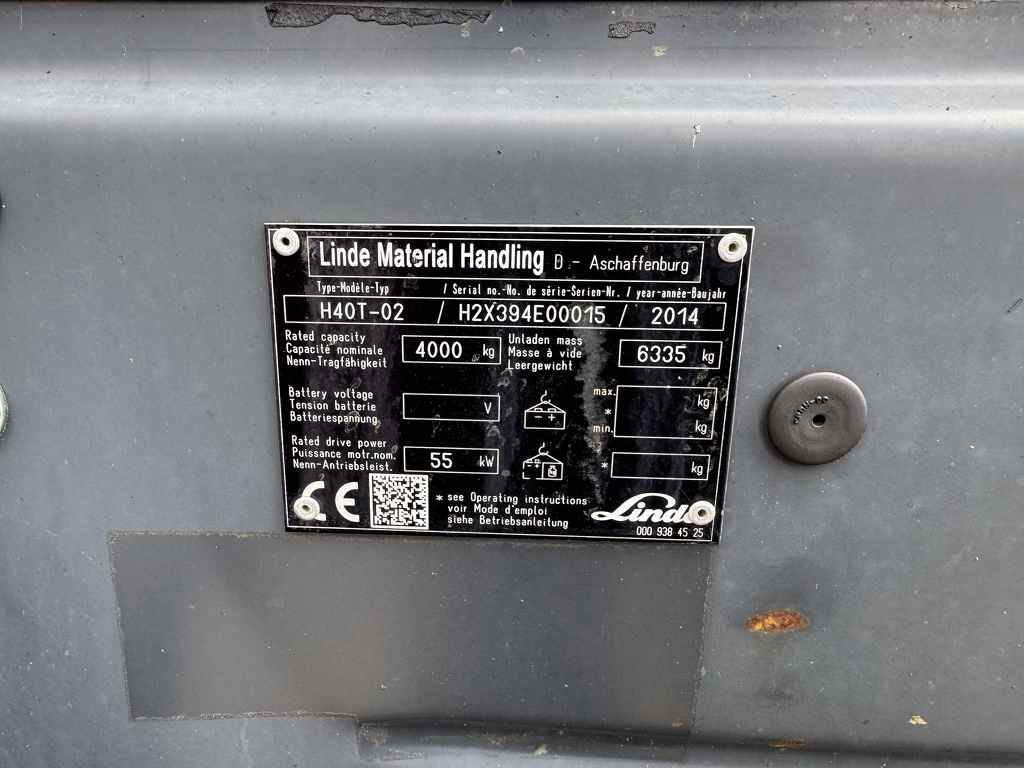 Linde Material Handling D - Aschaffenburg
Type-Modèle-Typ / Serial no.-No. de série-Serien-Nr. / year-année-Baujahr
H40T-02 / H2X394E00015 / 2014
Rated capacity
Capacité nominale
Nenn-Tragfähigkeit
4000 kg
Unladen mass
Masse à vide
Leergewicht
6335 kg
Battery voltage
Tension batterie
Batteriespannung
V
max. kg
*
min. kg
Rated drive power
Puissance motr.nom.
Nenn-Antriebsleist.
55 kW
* kg
CE
* see Operating instructions
voir Mode d'emploi
siehe Betriebsanleitung
Linde
000 938 45 25